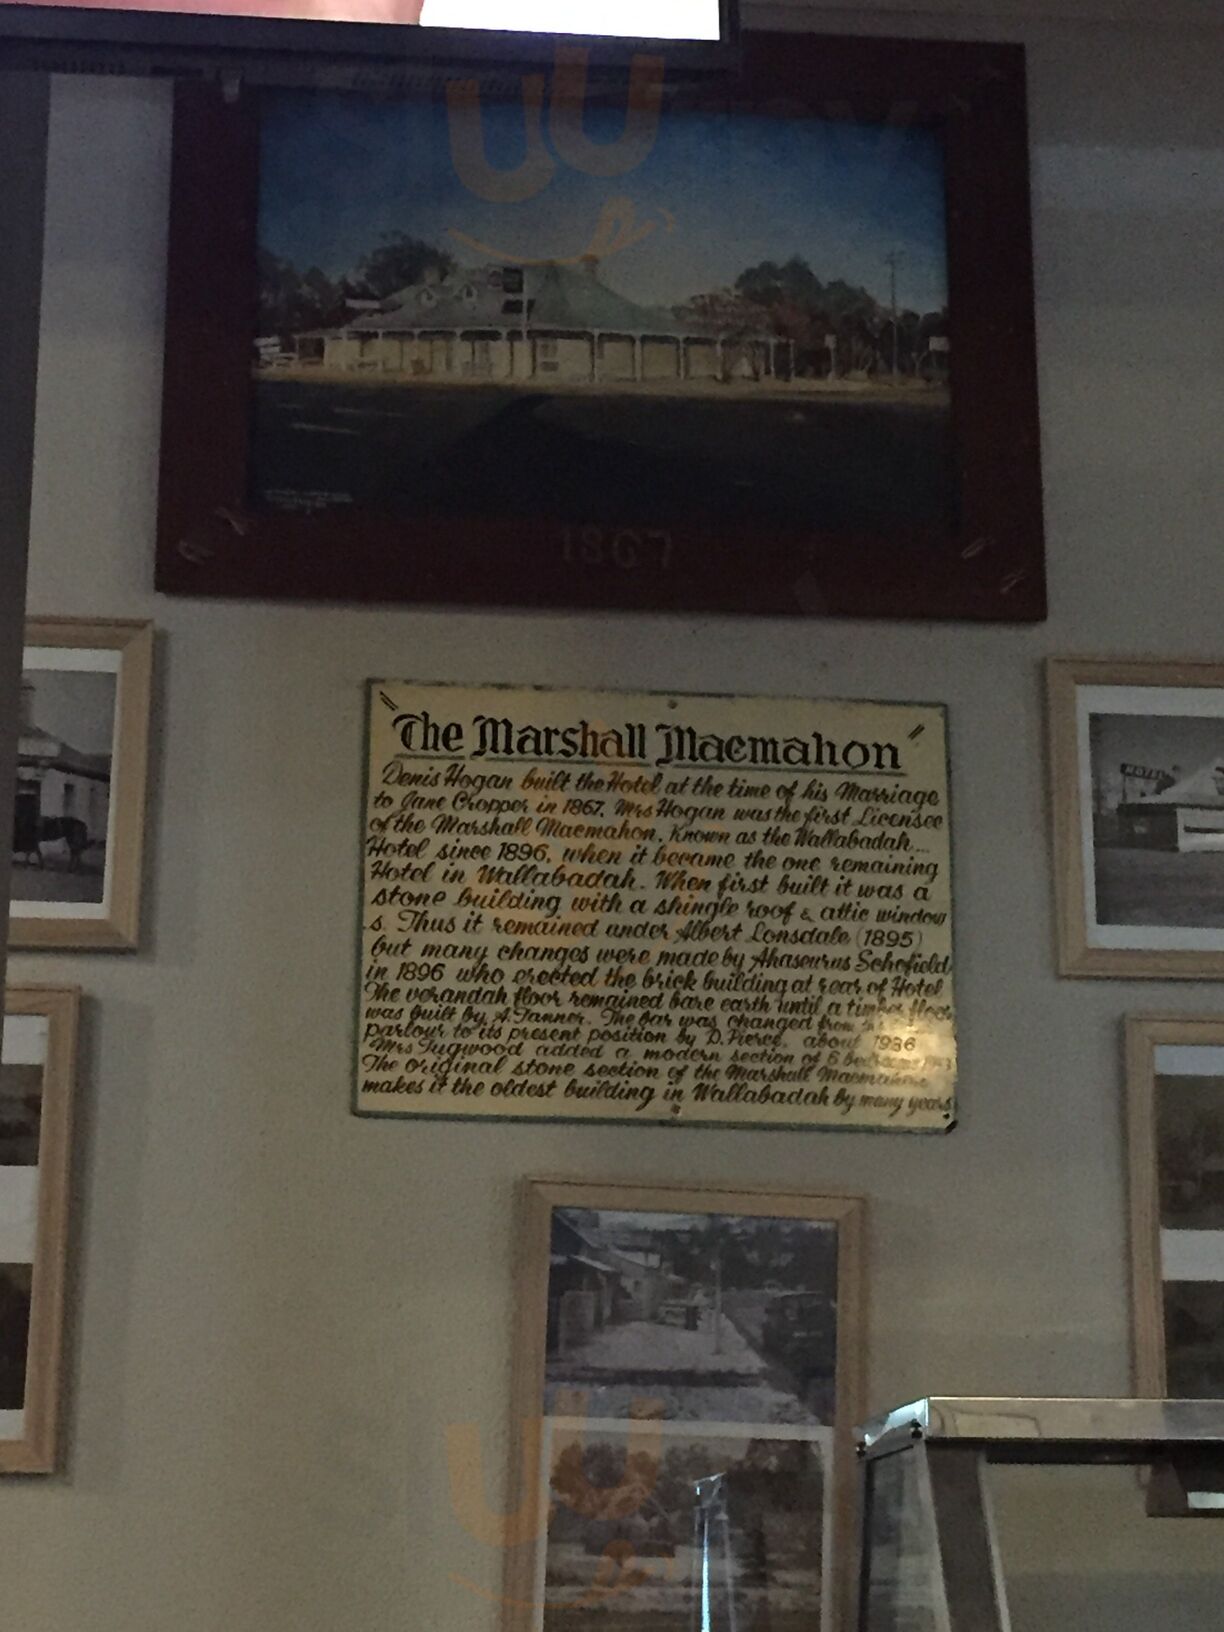 1867
"The Marshall Macmahon"
Denis Hogan built the Hotel at the time of his Marriage
to Jane Cropper in 1867. Mrs Hogan was the first Licensee
of the Marshall Macmahon. Known as the Wallabadah...
Hotel since 1896, when it became the one remaining
Hotel in Wallabadah. When first built it was a
stone building with a shingle roof & attic window
s. Thus it remained under Albert Lonsdale (1895)
but many changes were made by Ahaseurus Schofield
in 1896 who erected the brick building at rear of Hotel
The verandah floor remained bare earth until a timber floor
was built by A. Tanner. The bar was changed from
parlour to its present position by D. Pierce, about 1936
Mrs Tugwood added a modern section of 6
The original stone section of the Marshall Macmahon
makes it the oldest building in Wallabadah by many years
HOTEL